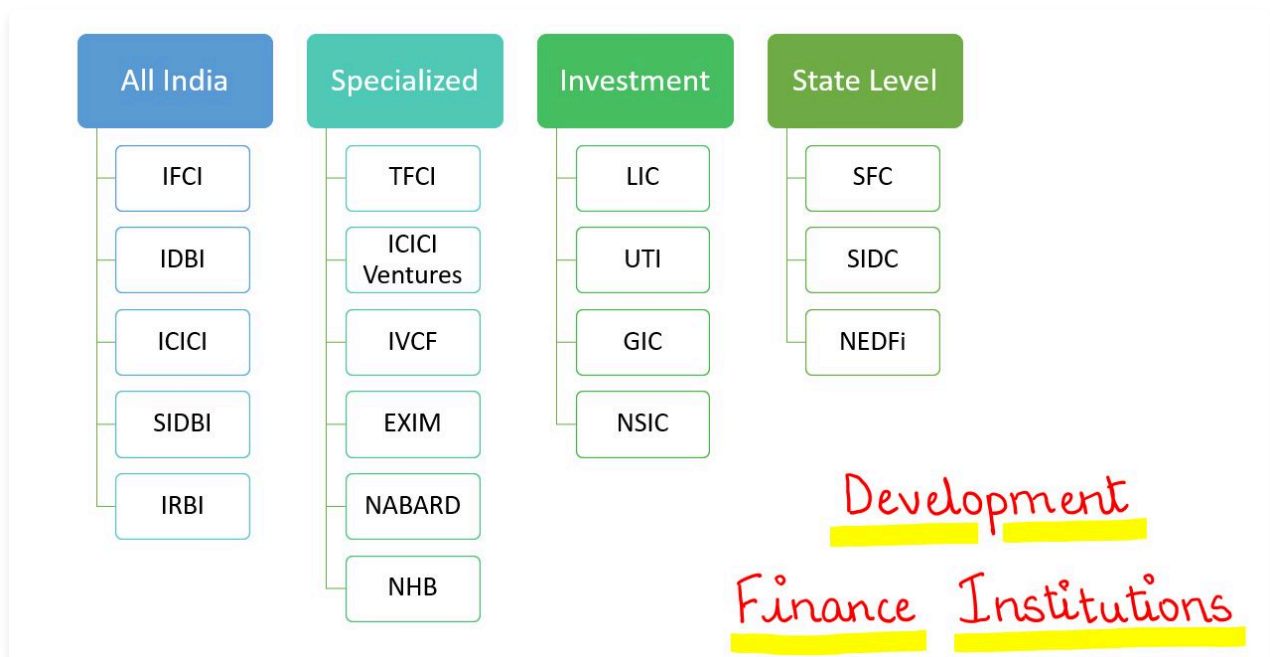 All India
IFCI
IDBI
ICICI
SIDBI
IRBI
Specialized
TFCI
ICICI
Ventures
IVCF
EXIM
NABARD
NHB
Investment
LIC
UTI
GIC
NSIC
State Level
SFC
SIDC
NEDFi
Development
Finance Institutions